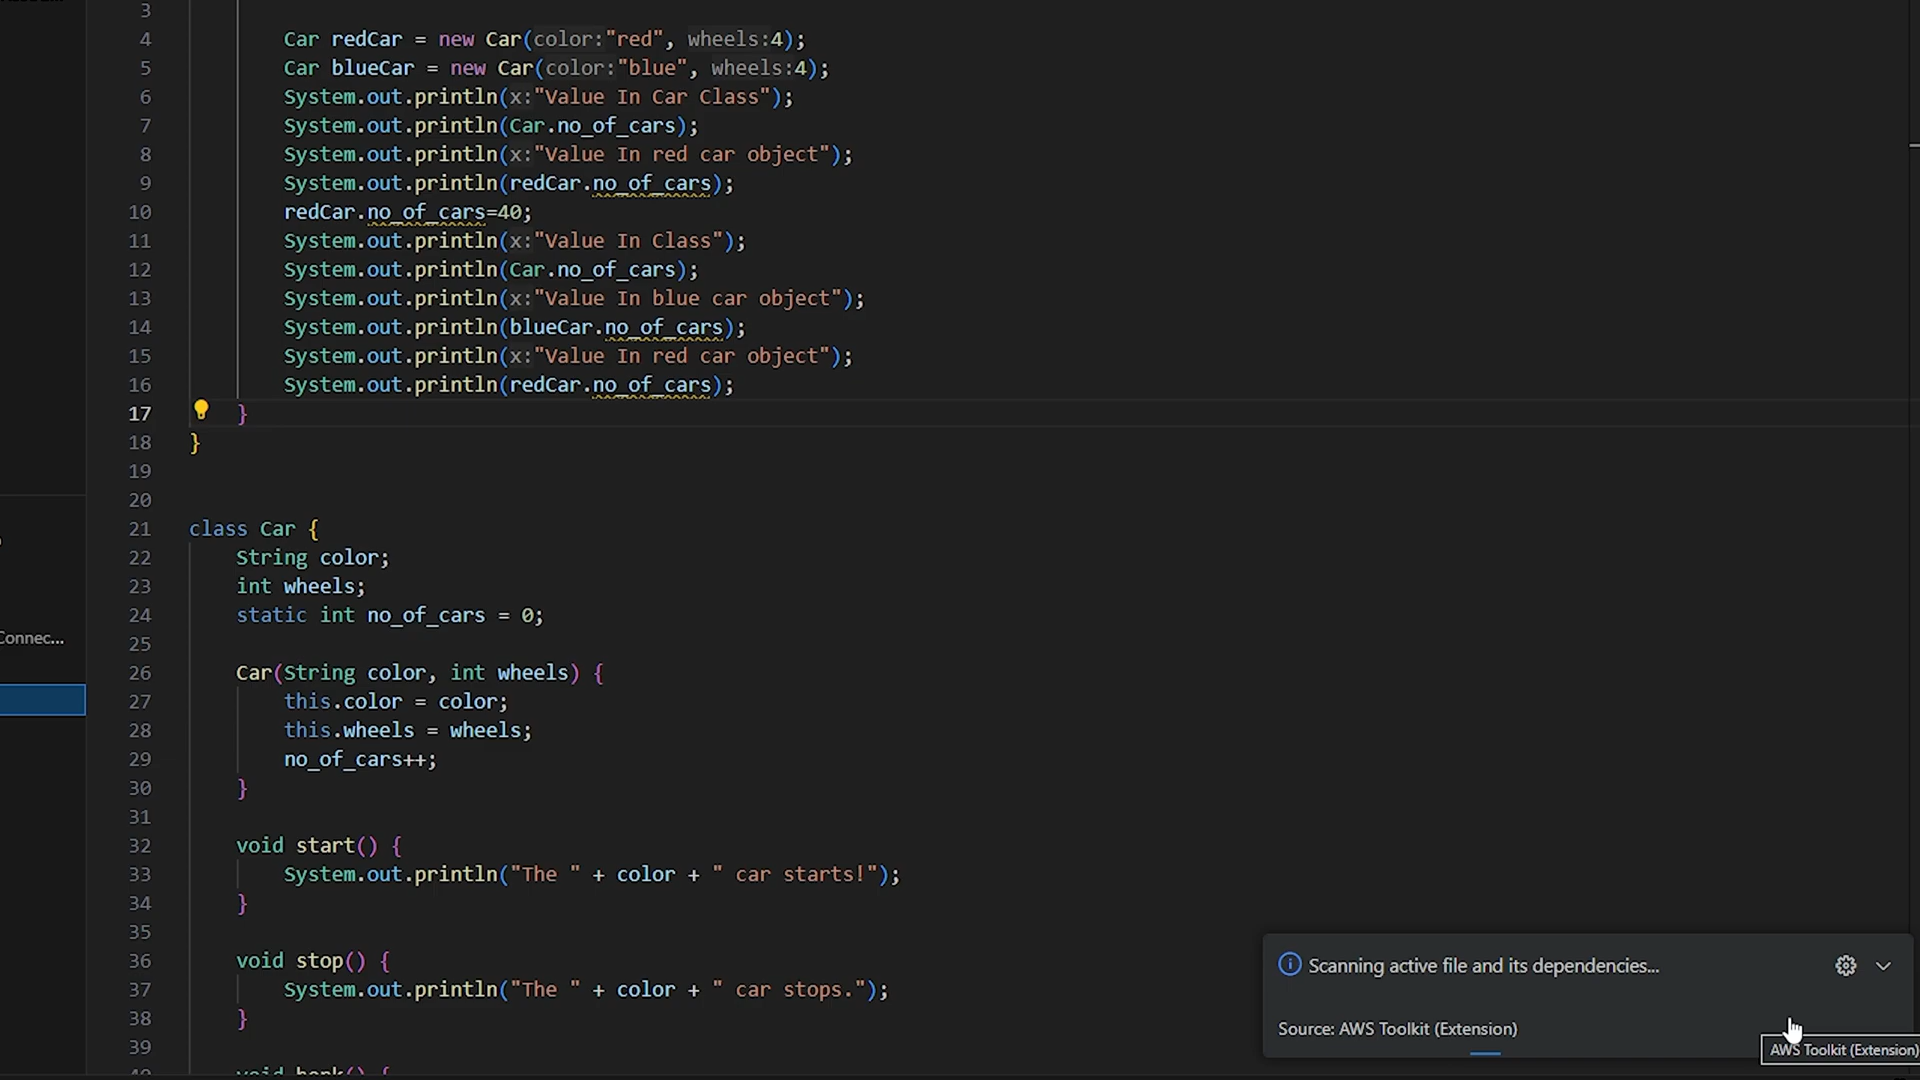 3
4 Car redCar = new Car(color:"red", wheels:4);
5 Car blueCar = new Car(color:"blue", wheels:4);
6 System.out.println(x:"Value In Car Class");
7 System.out.println(Car.no_of_cars);
8 System.out.println(x:"Value In red car object");
9 System.out.println(redCar.no_of_cars);
10 redCar.no_of_cars=40;
11 System.out.println(x:"Value In Class");
12 System.out.println(Car.no_of_cars);
13 System.out.println(x:"Value In blue car object");
14 System.out.println(blueCar.no_of_cars);
15 System.out.println(x:"Value In red car object");
16 System.out.println(redCar.no_of_cars);
17 }
18 }
19
20
21 class Car {
22 String color;
23 int wheels;
24 static int no_of_cars = 0;
25
Connec...
26 Car(String color, int wheels) {
27 this.color = color;
28 this.wheels = wheels;
29 no_of_cars++;
30 }
31
32 void start() {
33 System.out.println("The " + color + " car starts!");
34 }
35
36 void stop() {
37 System.out.println("The " + color + " car stops.");
38 }
39
Scanning active file and its dependencies...
Source: AWS Toolkit (Extension)
AWS Toolkit (Extension)